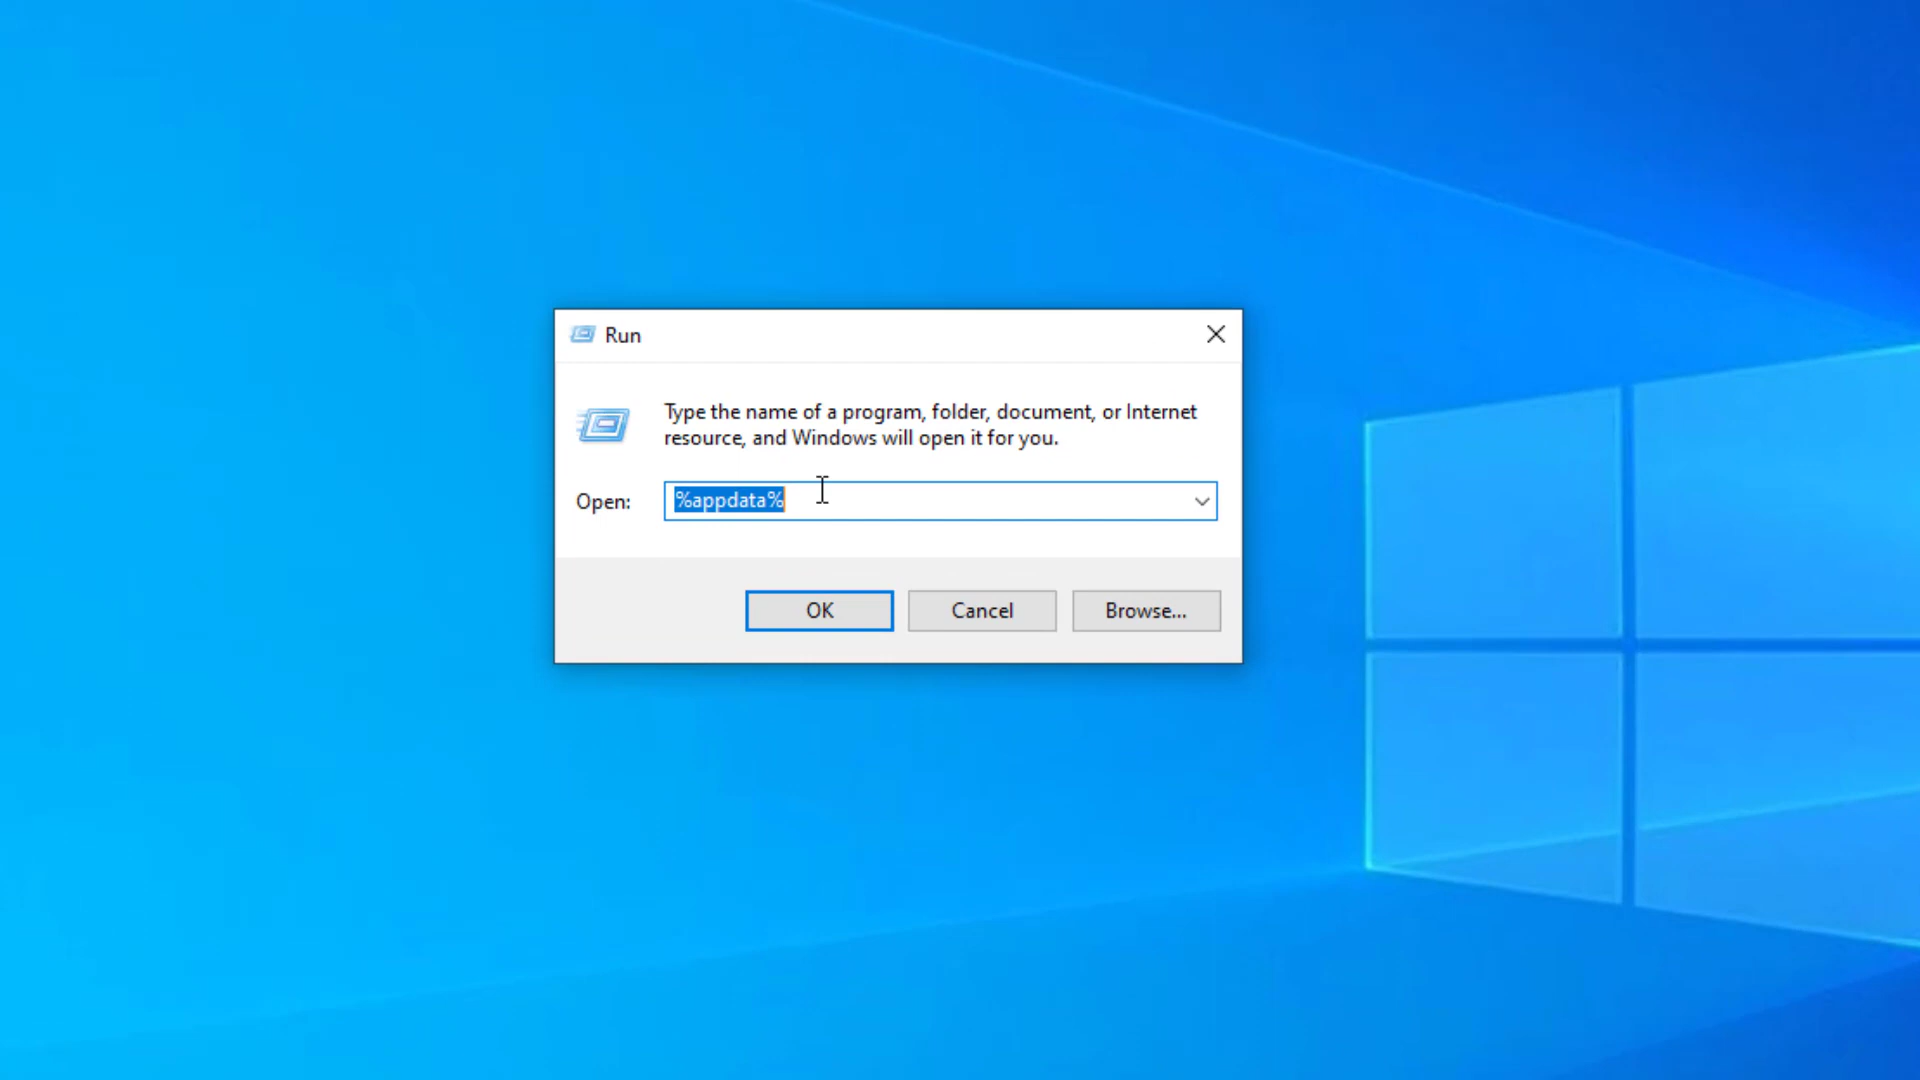 Run
Type the name of a program, folder, document, or Internet
resource, and Windows will open it for you.
Open: %appdata%
OK Cancel Browse...